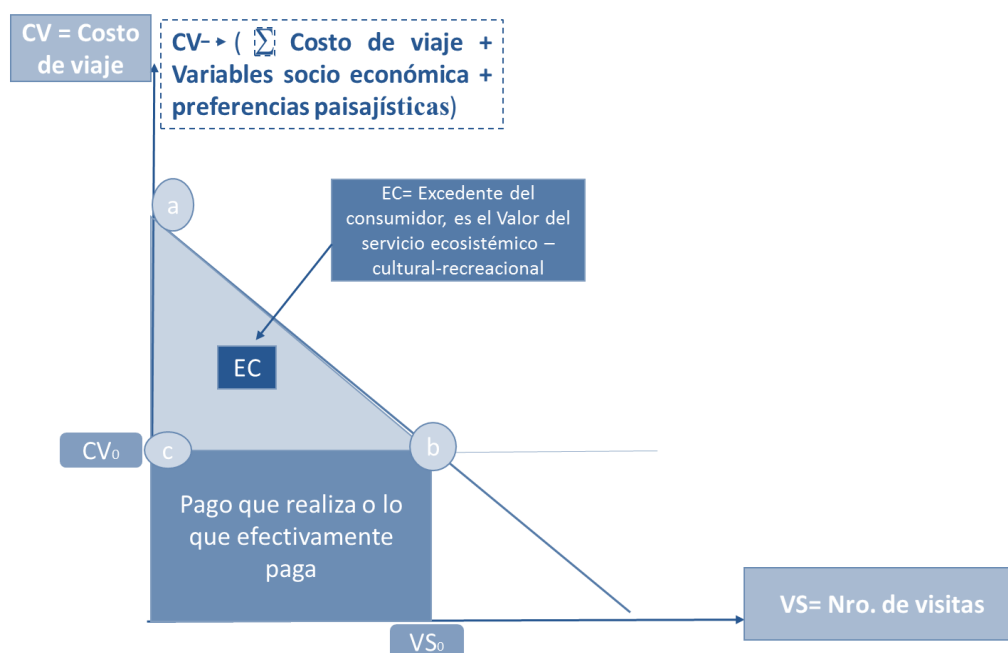 CV = Costo
de viaje
CV→ ( ∑ Costo de viaje +
Variables socio económica +
preferencias paisajísticas)
a
EC= Excedente del
consumidor, es el Valor del
servicio ecosistémico –
cultural-recreacional
EC
CV₀
c
b
Pago que realiza o lo
que efectivamente
paga
VS= Nro. de visitas
VS₀